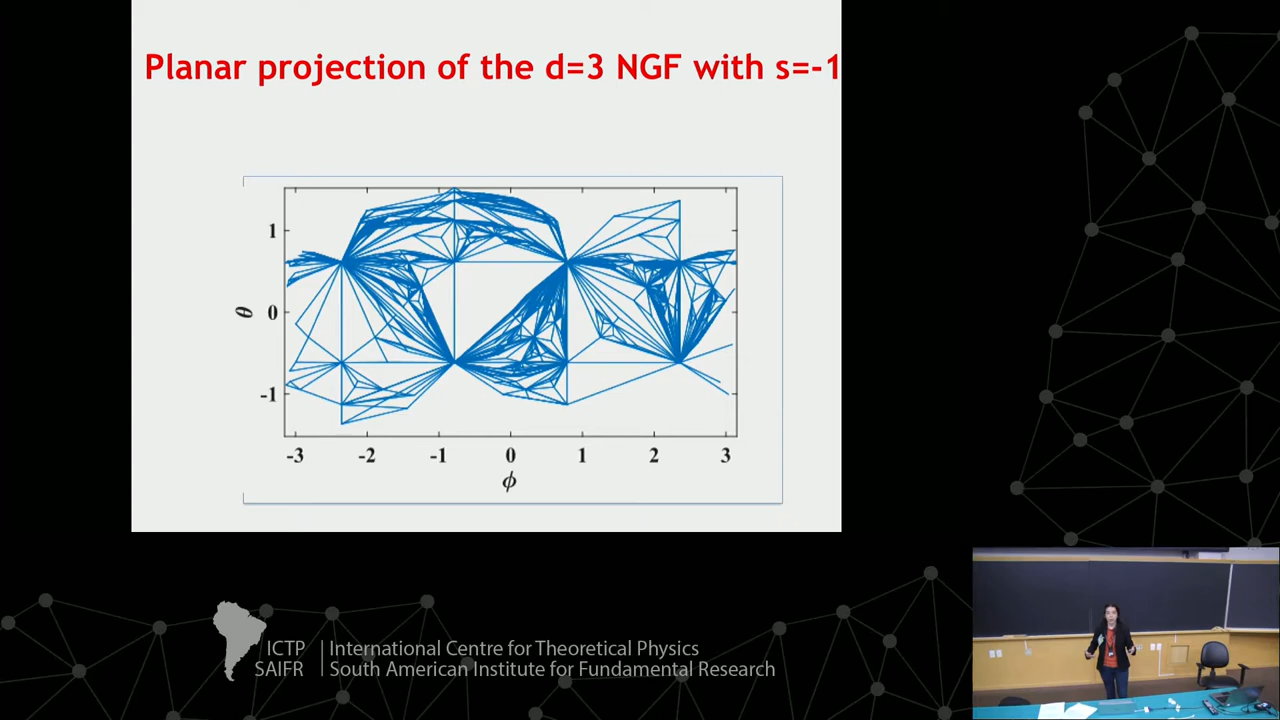 Planar projection of the d=3 NGF with s=-1
1
0
-1
θ
-3
-2
-1
0
1
2
3
ϕ
ICTP
SAIFR
International Centre for Theoretical Physics
South American Institute for Fundamental Research